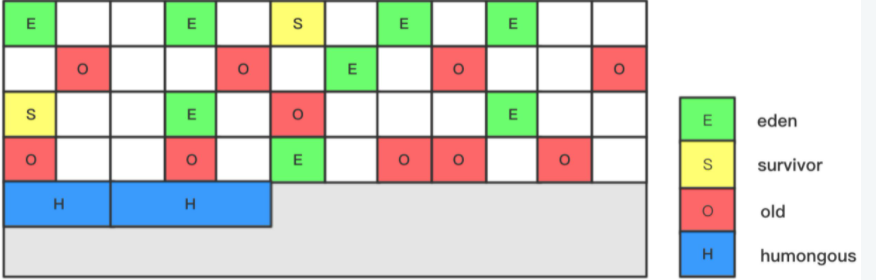 E E S E E
O O E O O
S E O E
O O E O O O
H H
E eden
S survivor
O old
H humongous